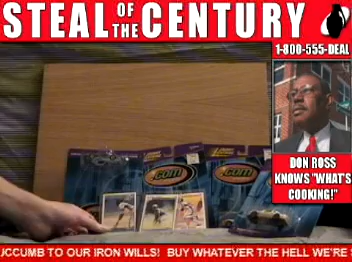 STEAL OF THE CENTURY
1-800-555-DEAL
.com
.com
DON ROSS
KNOWS "WHAT'S
COOKING!"
UCCUMB TO OUR IRON WILLS! BUY WHATEVER THE HELL WE'RE